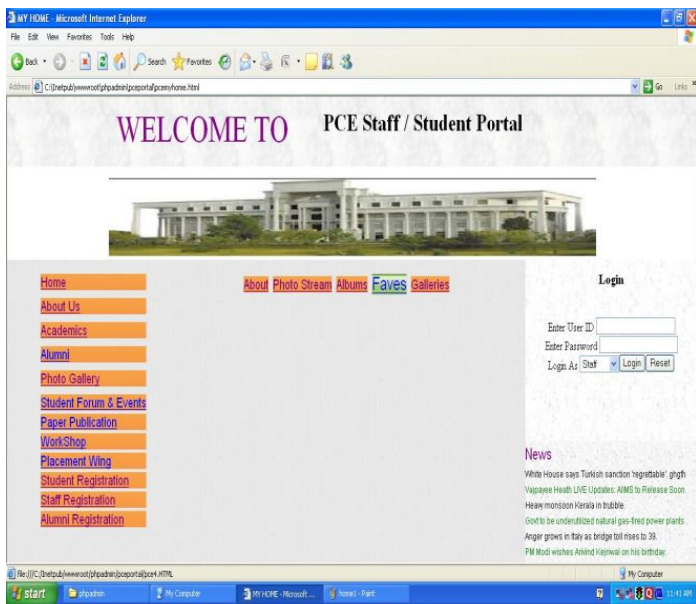 MY HOME - Microsoft Internet Explorer
File Edit View Favorites Tools Help
Back Search Favorites
Address C:\Inetpub\wwwroot\phpadmin\pceportal\pcemyhome.html Go Links
WELCOME TO PCE Staff / Student Portal
Home
About Us
Academics
Alumni
Photo Gallery
Student Forum & Events
Paper Publication
WorkShop
Placement Wing
Student Registration
Staff Registration
Alumni Registration
About Photo Stream Albums Faves Galleries
Login
Enter User ID
Enter Password
Login As Staff Login Reset
News
White House says Turkish sanction 'regrettable'. ghgth
Vajpayee Heath LIVE Updates: AIIMS to Release Soon.
Heavy monsoon Kerala in trubble.
Govt to be underutilized natural gas-fired power plants.
Anger grows in Italy as bridge toll rises to 39.
PM Modi wishes Arvind Kejriwal on his birthday.
file:///C:/Inetpub/wwwroot/phpadmin/pceportal/pce4.HTML My Computer
start phpadmin My Computer MY HOME - Microsoft ... home1 - Paint 11:41 AM